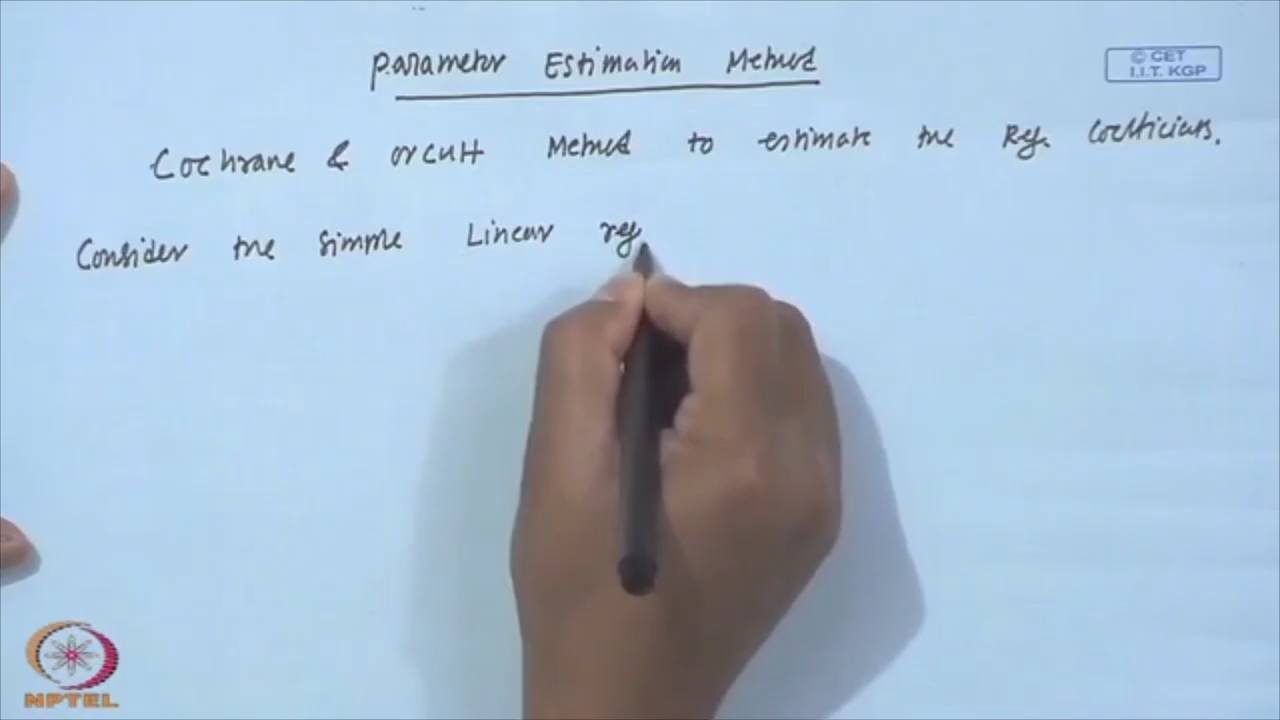 Parameter Estimation Method
© CET
I.I.T. KGP
Cochrane & orcutt Method to estimate the Reg. Coefficients.
Consider the Simple Linear reg
NPTEL